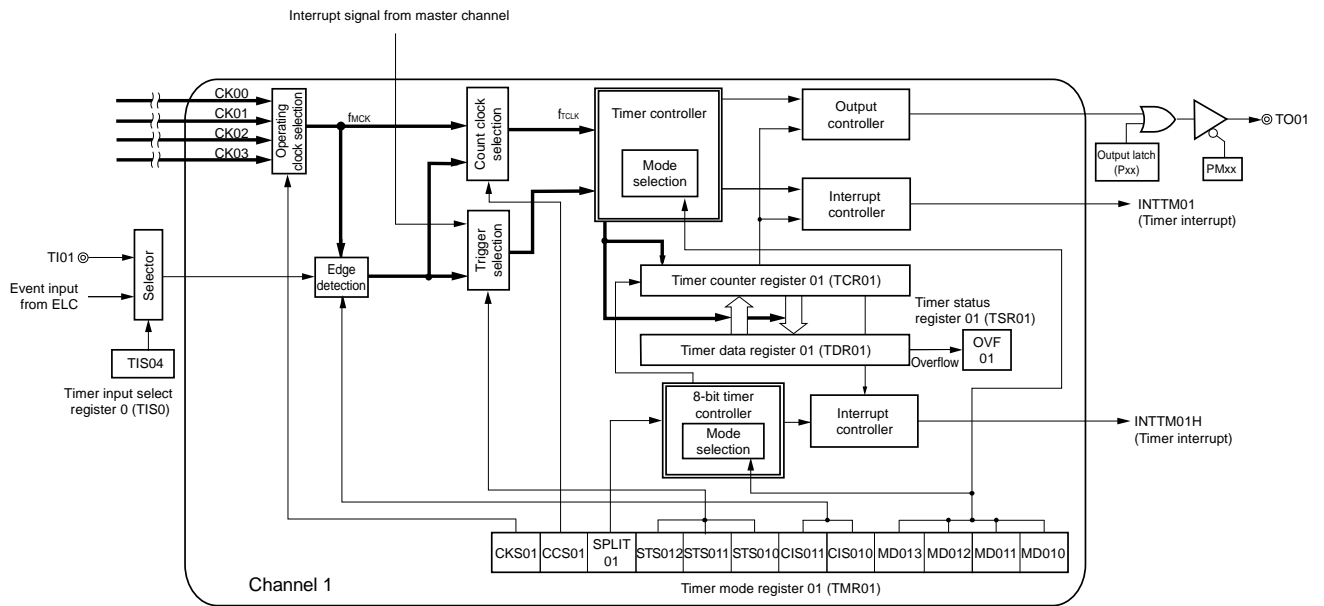 Interrupt signal from master channel
CK00
CK01
CK02
CK03
Operating
clock selection
fMCK
Count clock
selection
fTCLK
Timer controller
Mode
selection
Output
controller
Output latch
(Pxx)
PMxx
TO01
Interrupt
controller
INTTM01
(Timer interrupt)
TI01
Event input
from ELC
Selector
TIS04
Timer input select
register 0 (TIS0)
Edge
detection
Trigger
selection
Timer counter register 01 (TCR01)
Timer status
register 01 (TSR01)
Timer data register 01 (TDR01)
Overflow
OVF
01
8-bit timer
controller
Mode
selection
Interrupt
controller
INTTM01H
(Timer interrupt)
CKS01
CCS01
SPLIT
01
STS012
STS011
STS010
CIS011
CIS010
MD013
MD012
MD011
MD010
Channel 1
Timer mode register 01 (TMR01)